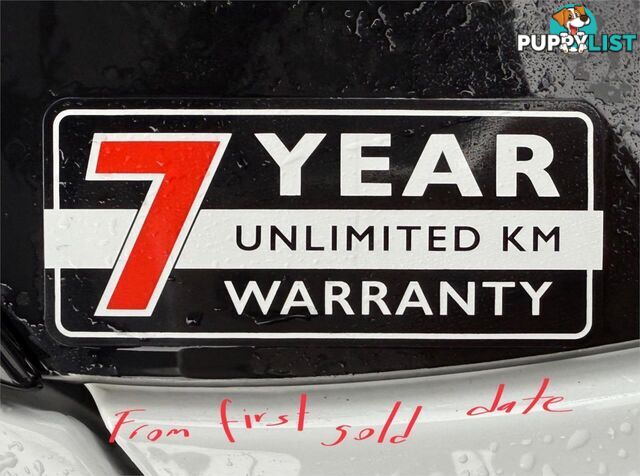 PUPPYLIST
7 YEAR
UNLIMITED KM
WARRANTY
From first sold date